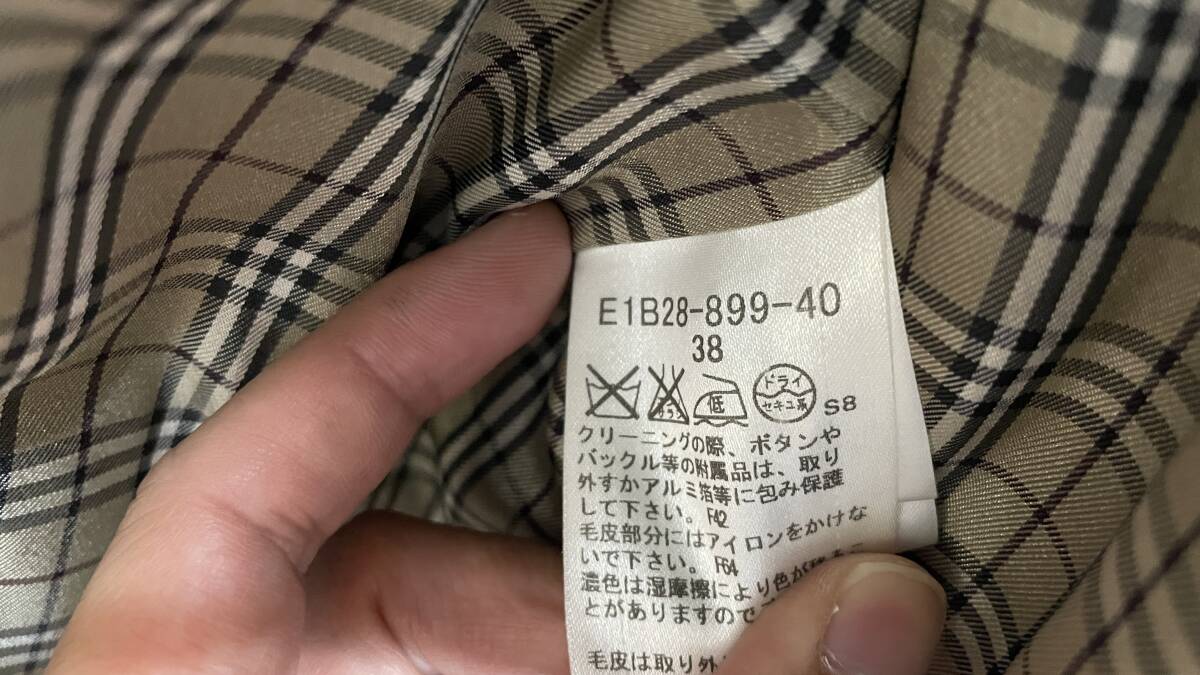 E1B28-899-40
38
低 ドライ セキユ系 S8
クリーニングの際、ボタンや
バックル等の附属品は、取り
外すかアルミ箔等に包み保護
して下さい。F42
毛皮部分にはアイロンをかけな
いで下さい。F64
濃色は湿摩擦により色が
とがありますので
毛皮は取り外